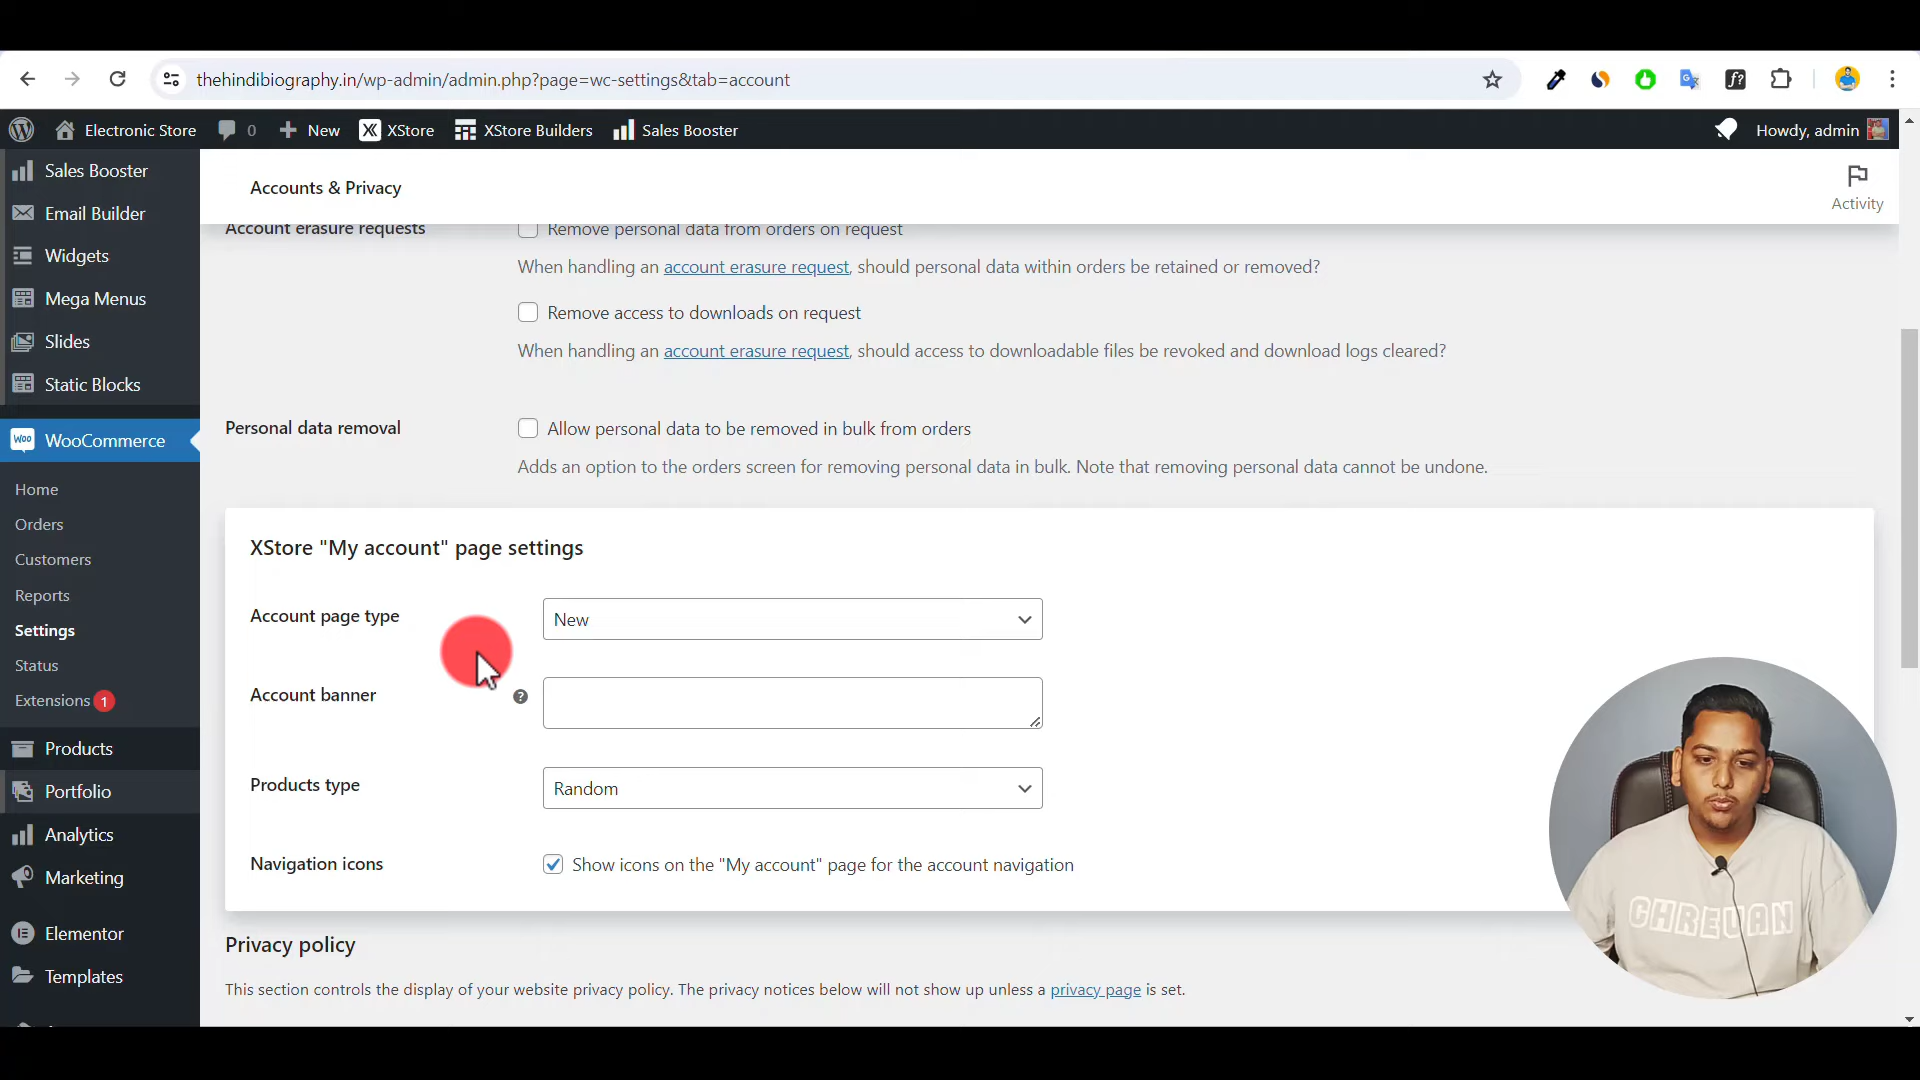 thehindibiography.in/wp-admin/admin.php?page=wc-settings&tab=account
Electronic Store
0
New
XStore
XStore Builders
Sales Booster
Howdy, admin
Sales Booster
Email Builder
Widgets
Mega Menus
Slides
Static Blocks
WooCommerce
Home
Orders
Customers
Reports
Settings
Status
Extensions 1
Products
Portfolio
Analytics
Marketing
Elementor
Templates
Accounts & Privacy
Activity
Account erasure requests
Remove personal data from orders on request
When handling an account erasure request, should personal data within orders be retained or removed?
Remove access to downloads on request
When handling an account erasure request, should access to downloadable files be revoked and download logs cleared?
Personal data removal
Allow personal data to be removed in bulk from orders
Adds an option to the orders screen for removing personal data in bulk. Note that removing personal data cannot be undone.
XStore "My account" page settings
Account page type
New
Account banner
?
Products type
Random
Navigation icons
Show icons on the "My account" page for the account navigation
Privacy policy
This section controls the display of your website privacy policy. The privacy notices below will not show up unless a privacy page is set.